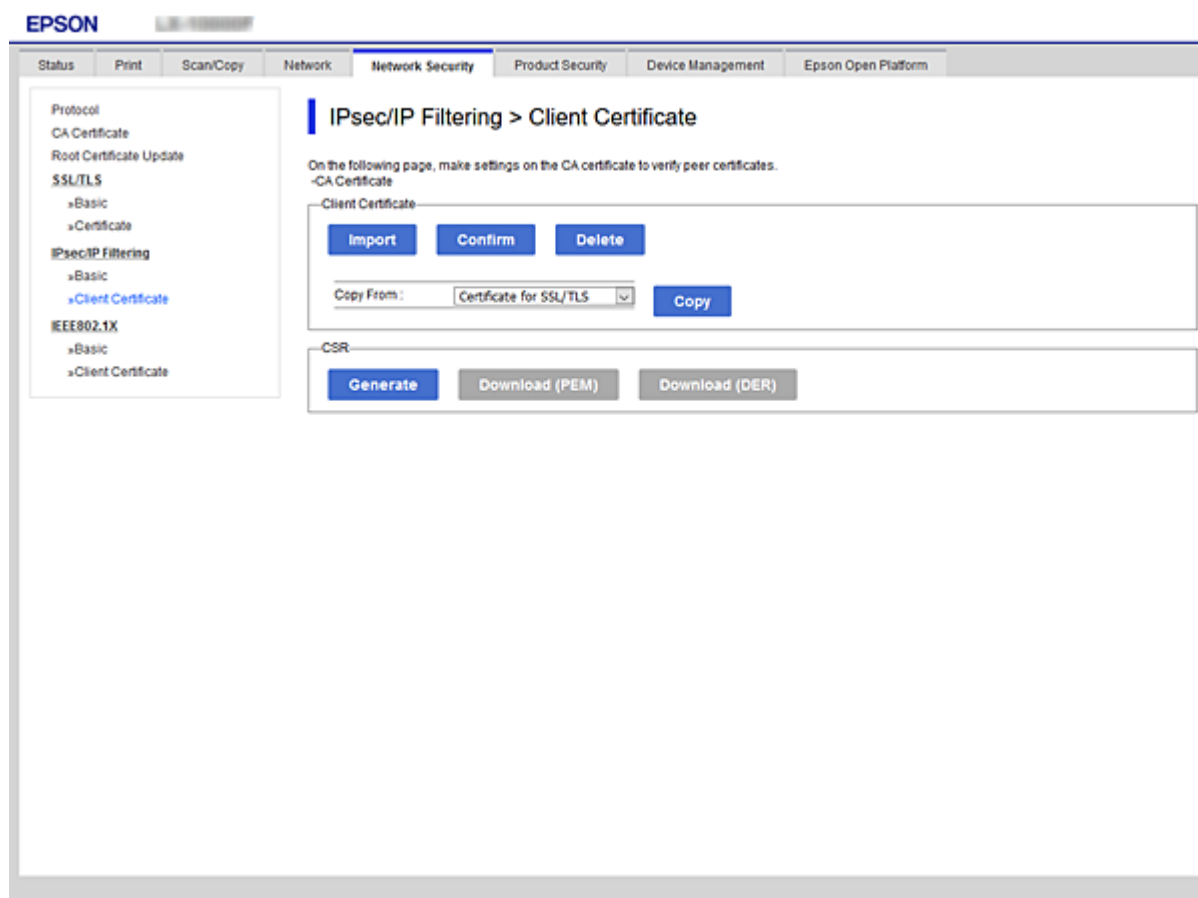 EPSON
Status Print Scan/Copy Network Network Security Product Security Device Management Epson Open Platform
Protocol
CA Certificate
Root Certificate Update
SSL/TLS
»Basic
»Certificate
IPsec/IP Filtering
»Basic
»Client Certificate
IEEE802.1X
»Basic
»Client Certificate
IPsec/IP Filtering > Client Certificate
On the following page, make settings on the CA certificate to verify peer certificates.
-CA Certificate
Client Certificate
Import Confirm Delete
Copy From : Certificate for SSL/TLS Copy
CSR
Generate Download (PEM) Download (DER)